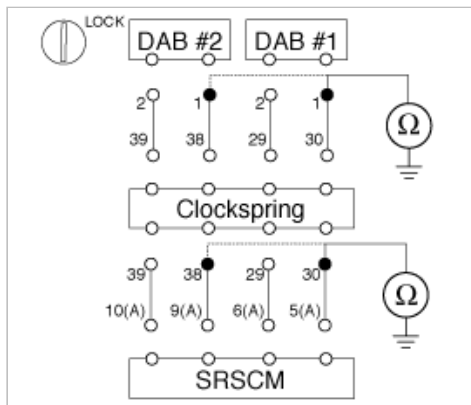 LOCK
DAB #2 DAB #1
2 1 2 1
Ω
39 38 29 30
Clockspring
39 38 29 30
Ω
10(A) 9(A) 6(A) 5(A)
SRSCM